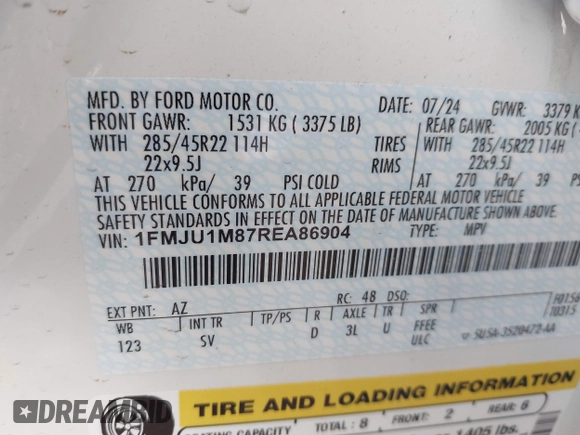 MFD. BY FORD MOTOR CO. DATE: 07/24 GVWR: 3379 K
FRONT GAWR: 1531 KG ( 3375 LB) REAR GAWR: 2005 KG (
WITH 285/45R22 114H TIRES WITH 285/45R22 114H
22x9.5J RIMS 22x9.5J
AT 270 kPa/ 39 PSI COLD AT 270 kPa/ 39
THIS VEHICLE CONFORMS TO ALL APPLICABLE FEDERAL MOTOR VEHICLE
SAFETY STANDARDS IN EFFECT ON THE DATE OF MANUFACTURE SHOWN
VIN: 1FMJU1M87REA86904 TYPE: MPV
EXT PNT: AZ RC: 48 DSO:
WB INT TR TP/PS R AXLE TR SPR
123 SV D 3L U FFEE
ULC
TIRE AND LOADING INFORMATION
SEATING CAPACITY TOTAL: 8 FRONT: 2 REAR: 6
1405 lbs.
DREAMBID